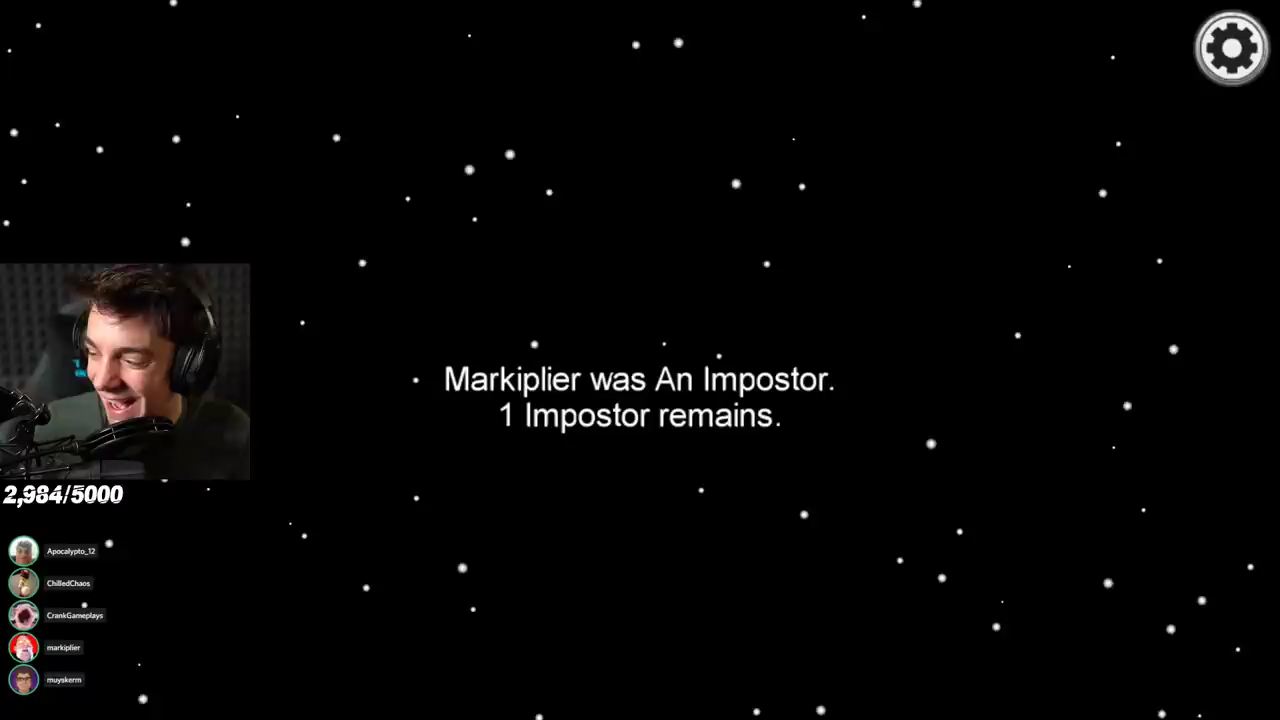 Markiplier was An Impostor.
1 Impostor remains.
2,984/5000
Apocalypto_12
ChilledChaos
CrankGameplays
markiplier
muyskerm